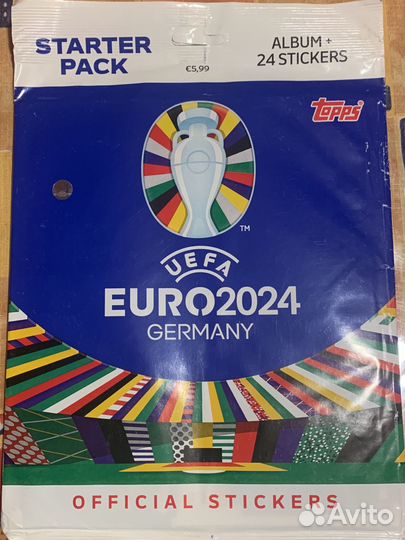 STARTER
PACK
€5,99
ALBUM +
24 STICKERS
Topps
TM
UEFA
EURO2024
GERMANY
OFFICIAL STICKERS
Avito